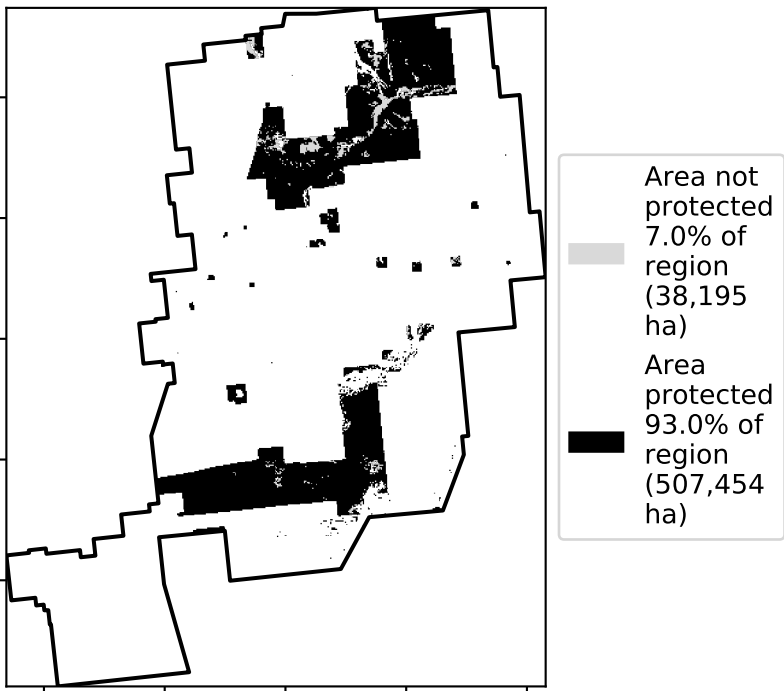 Area not
protected
7.0% of
region
(38,195
ha)
Area
protected
93.0% of
region
(507,454
ha)